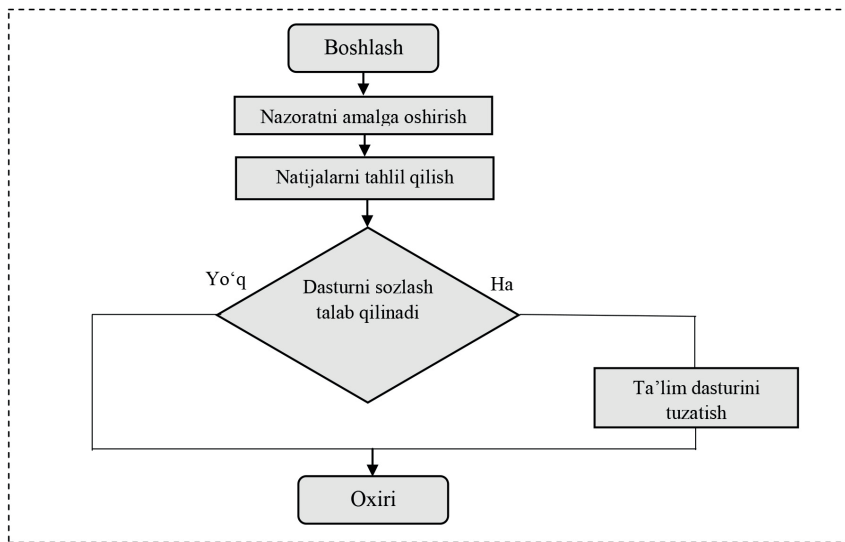 Boshlash
Nazoratni amalga oshirish
Natijalarni tahlil qilish
Yo‘q
Ha
Dasturni sozlash
talab qilinadi
Ta’lim dasturini
tuzatish
Oxiri